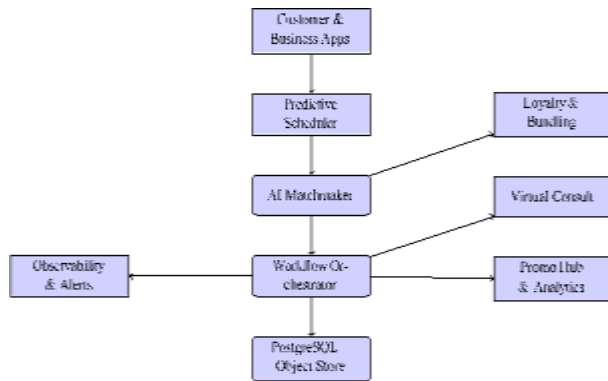 Customer &
Business Apps
Predictive
Scheduler
Loyalty &
Bundling
AI Matchmaker
Virtual Consult
Observability
& Alerts
Workflow Or-
chestrator
Promo Hub
& Analytics
PostgreSQL
Object Store